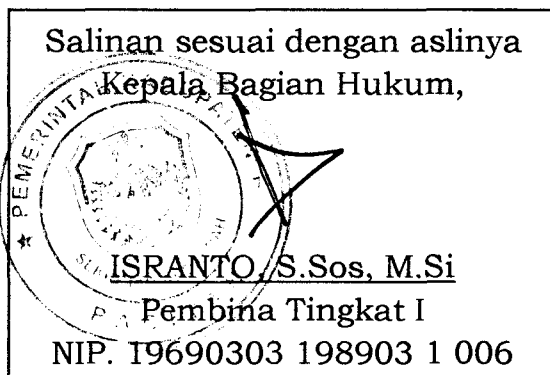 Salinan sesuai dengan aslinya
Kepala Bagian Hukum,
ISRANTO, S.Sos, M.Si
Pembina Tingkat I
NIP. 19690303 198903 1 006